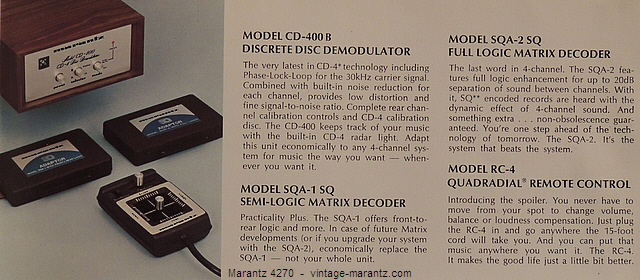 marantz
Model CD-400
ADAPTOR
ADAPTOR
MODEL CD-400 B
DISCRETE DISC DEMODULATOR
The very latest in CD-4* technology including
Phase-Lock-Loop for the 30kHz carrier signal.
Combined with built-in noise reduction for
each channel, provides low distortion and
fine signal-to-noise ratio. Complete rear chan-
nel calibration controls and CD-4 calibration
disc. The CD-400 keeps track of your music
with the built-in CD-4 radar light. Adapt
this unit economically to any 4-channel sys-
tem for music the way you want — when-
ever you want it.
MODEL SQA-1 SQ
SEMI-LOGIC MATRIX DECODER
Practicality Plus. The SQA-1 offers front-to-
rear logic and more. In case of future Matrix
developments (or if you upgrade your system
with the SQA-2), economically replace the
SQA-1 — not your whole unit.
MODEL SQA-2 SQ
FULL LOGIC MATRIX DECODER
The last word in 4-channel. The SQA-2 fea-
tures full logic enhancement for up to 20dB
separation of sound between channels. With
it, SQ** encoded records are heard with the
dynamic effect of 4-channel sound. And
something extra . . . non-obsolescence guar-
anteed. You're one step ahead of the tech-
nology of tomorrow. The SQA-2. It's the
system that beats the system.
MODEL RC-4
QUADRADIAL® REMOTE CONTROL
Introducing the spoiler. You never have to
move from your spot to change volume,
balance or loudness compensation. Just plug
the RC-4 in and go anywhere the 15-foot
cord will take you. And you can put that
music anywhere you want it. The RC-4.
It makes the good life just a little bit better.
Marantz 4270 - vintage-marantz.com